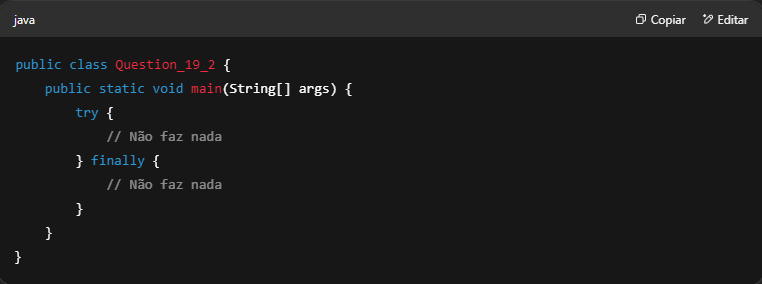 java Copiar Editar
public class Question_19_2 {
    public static void main(String[] args) {
        try {
            // Não faz nada
        } finally {
            // Não faz nada
        }
    }
}